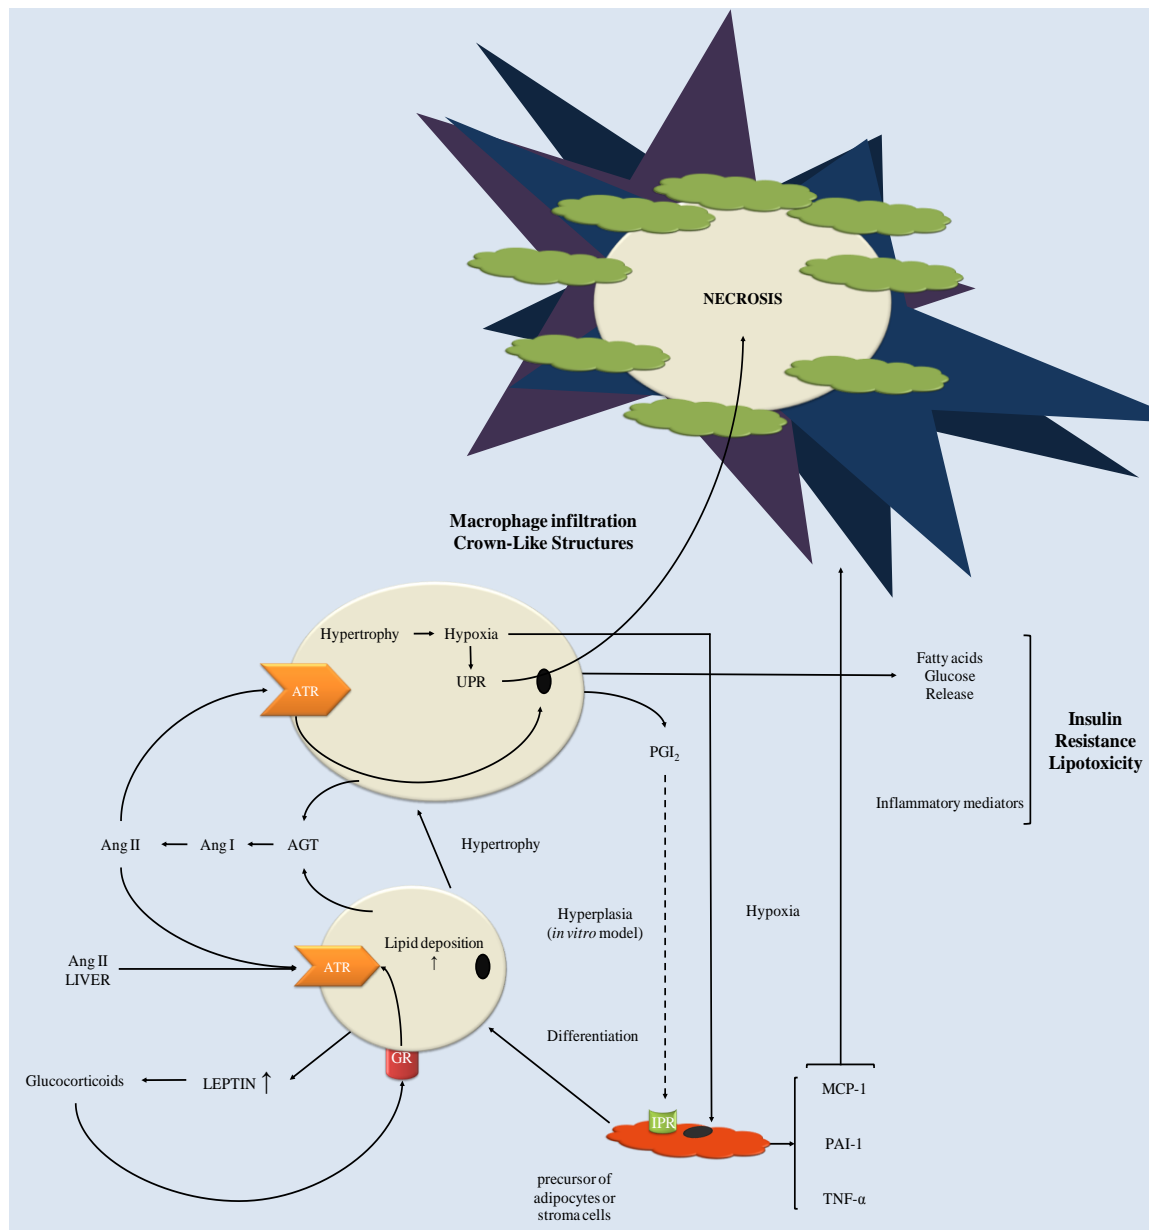 NECROSIS
Macrophage infiltration
Crown-Like Structures
Hypertrophy
Hypoxia
UPR
ATR
Fatty acids
Glucose
Release
Insulin
Resistance
Lipotoxicity
PGI₂
Inflammatory mediators
Ang II
Ang I
AGT
Hypertrophy
Hyperplasia
(in vitro model)
Hypoxia
Lipid deposition
↑
ATR
Ang II
LIVER
Differentiation
GR
Glucocorticoids
LEPTIN ↑
MCP-1
IPR
PAI-1
precursor of
adipocytes or
stroma cells
TNF-α